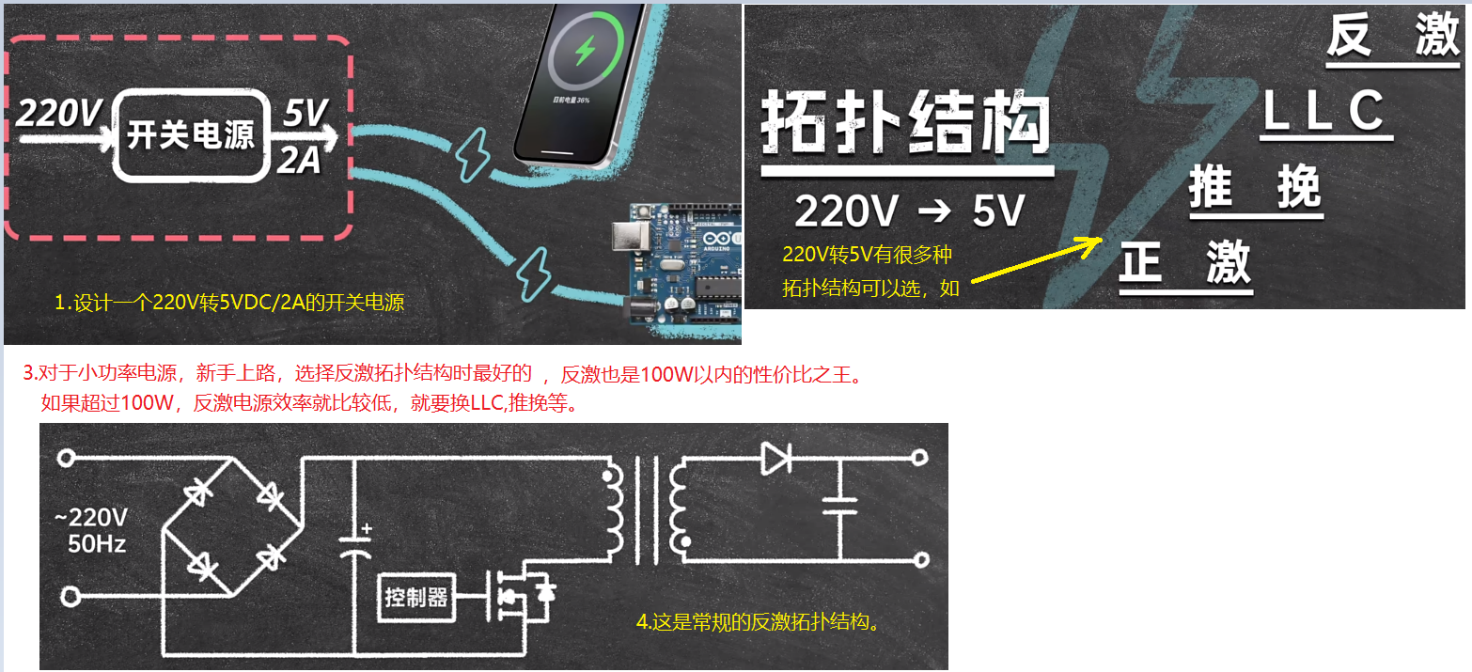 220V
开关电源
5V
2A
目前电量 36%
ARDUINO
1.设计一个220V转5VDC/2A的开关电源
反 激
LLC
推 挽
正 激
拓扑结构
220V → 5V
220V转5V有很多种
拓扑结构可以选，如
3.对于小功率电源，新手上路，选择反激拓扑结构时最好的 ，反激也是100W以内的性价比之王。
如果超过100W，反激电源效率就比较低，就要换LLC,推挽等。
~220V
50Hz
+
控制器
4.这是常规的反激拓扑结构。